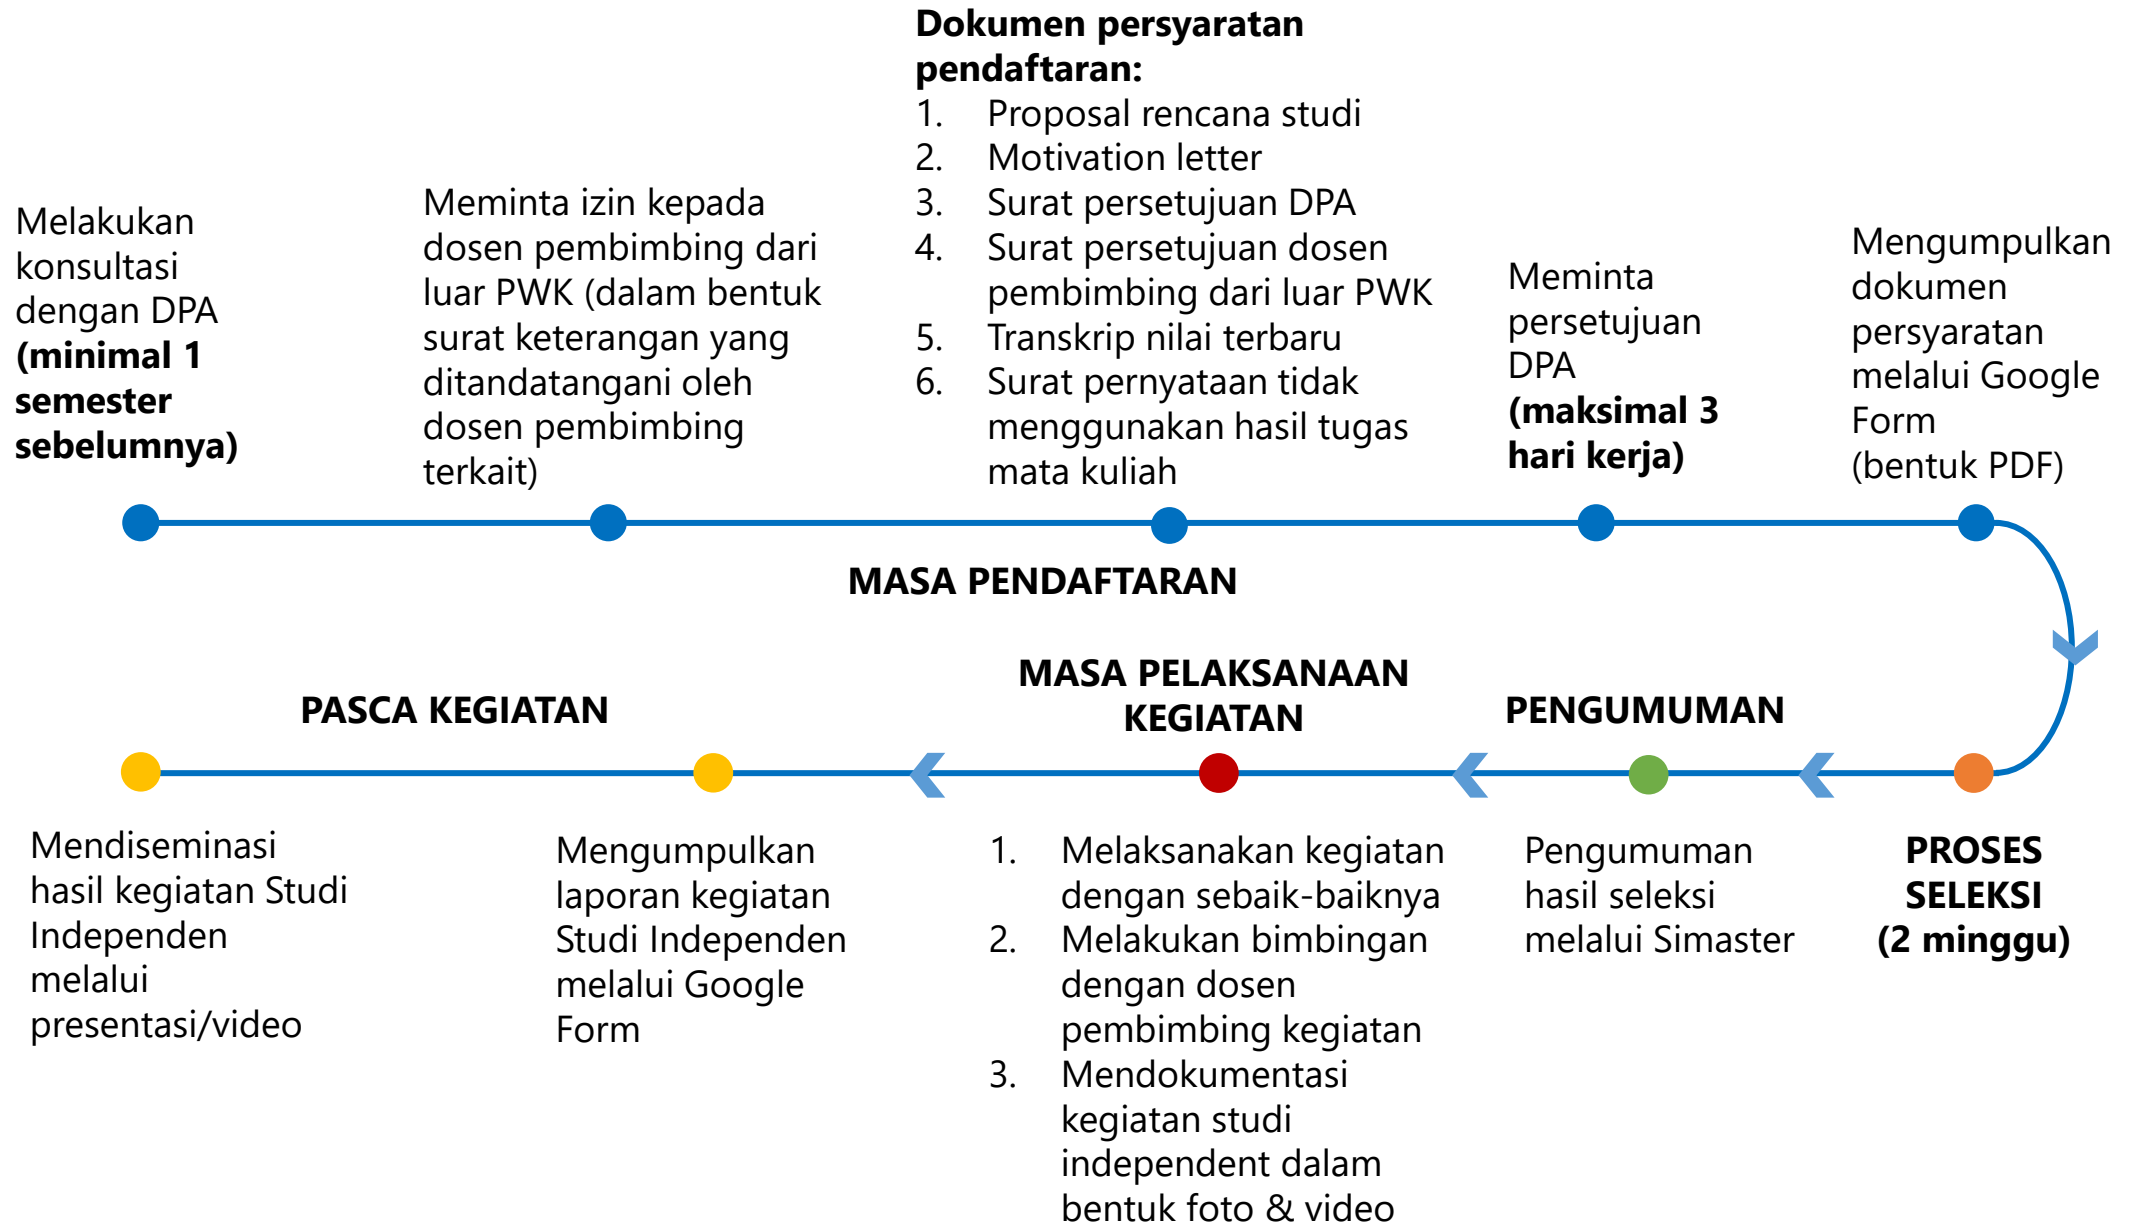 Melakukan
konsultasi
dengan DPA
(minimal 1
semester
sebelumnya)
Meminta izin kepada
dosen pembimbing dari
luar PWK (dalam bentuk
surat keterangan yang
ditandatangani oleh
dosen pembimbing
terkait)
Dokumen persyaratan
pendaftaran:
1. Proposal rencana studi
2. Motivation letter
3. Surat persetujuan DPA
4. Surat persetujuan dosen
pembimbing dari luar PWK
5. Transkrip nilai terbaru
6. Surat pernyataan tidak
menggunakan hasil tugas
mata kuliah
Meminta
persetujuan
DPA
(maksimal 3
hari kerja)
Mengumpulkan
dokumen
persyaratan
melalui Google
Form
(bentuk PDF)
MASA PENDAFTARAN
PROSES
SELEKSI
(2 minggu)
PENGUMUMAN
Pengumuman
hasil seleksi
melalui Simaster
MASA PELAKSANAAN
KEGIATAN
1. Melaksanakan kegiatan
dengan sebaik-baiknya
2. Melakukan bimbingan
dengan dosen
pembimbing kegiatan
3. Mendokumentasi
kegiatan studi
independent dalam
bentuk foto & video
PASCA KEGIATAN
Mengumpulkan
laporan kegiatan
Studi Independen
melalui Google
Form
Mendiseminasi
hasil kegiatan Studi
Independen
melalui
presentasi/video